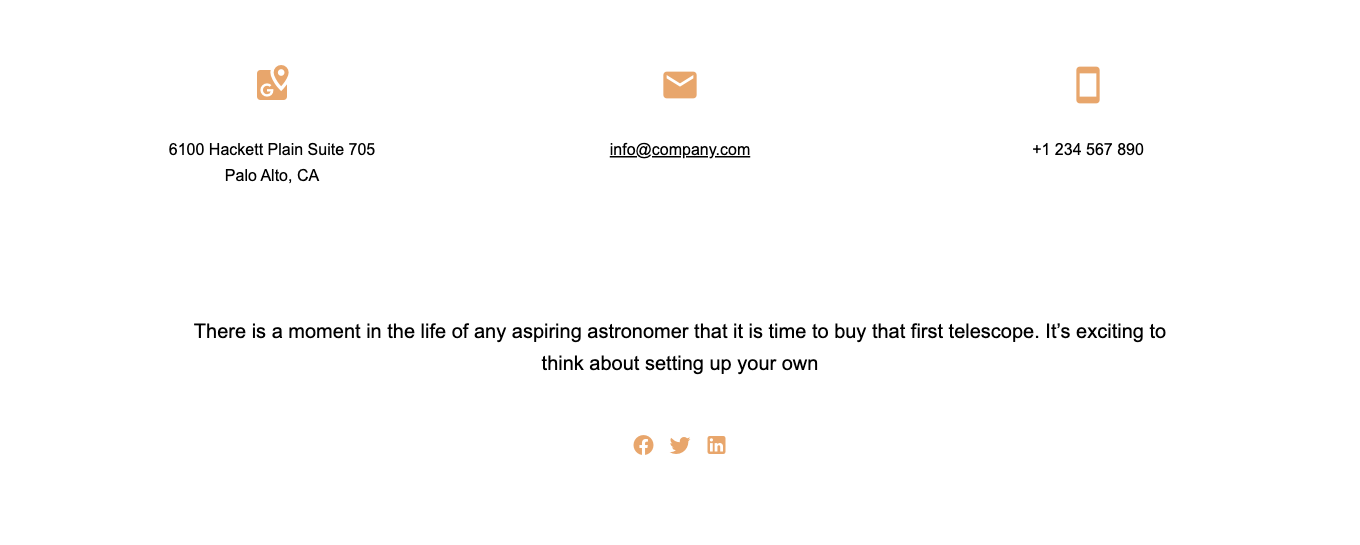 6100 Hackett Plain Suite 705
Palo Alto, CA
info@company.com
+1 234 567 890
There is a moment in the life of any aspiring astronomer that it is time to buy that first telescope. It’s exciting to
think about setting up your own